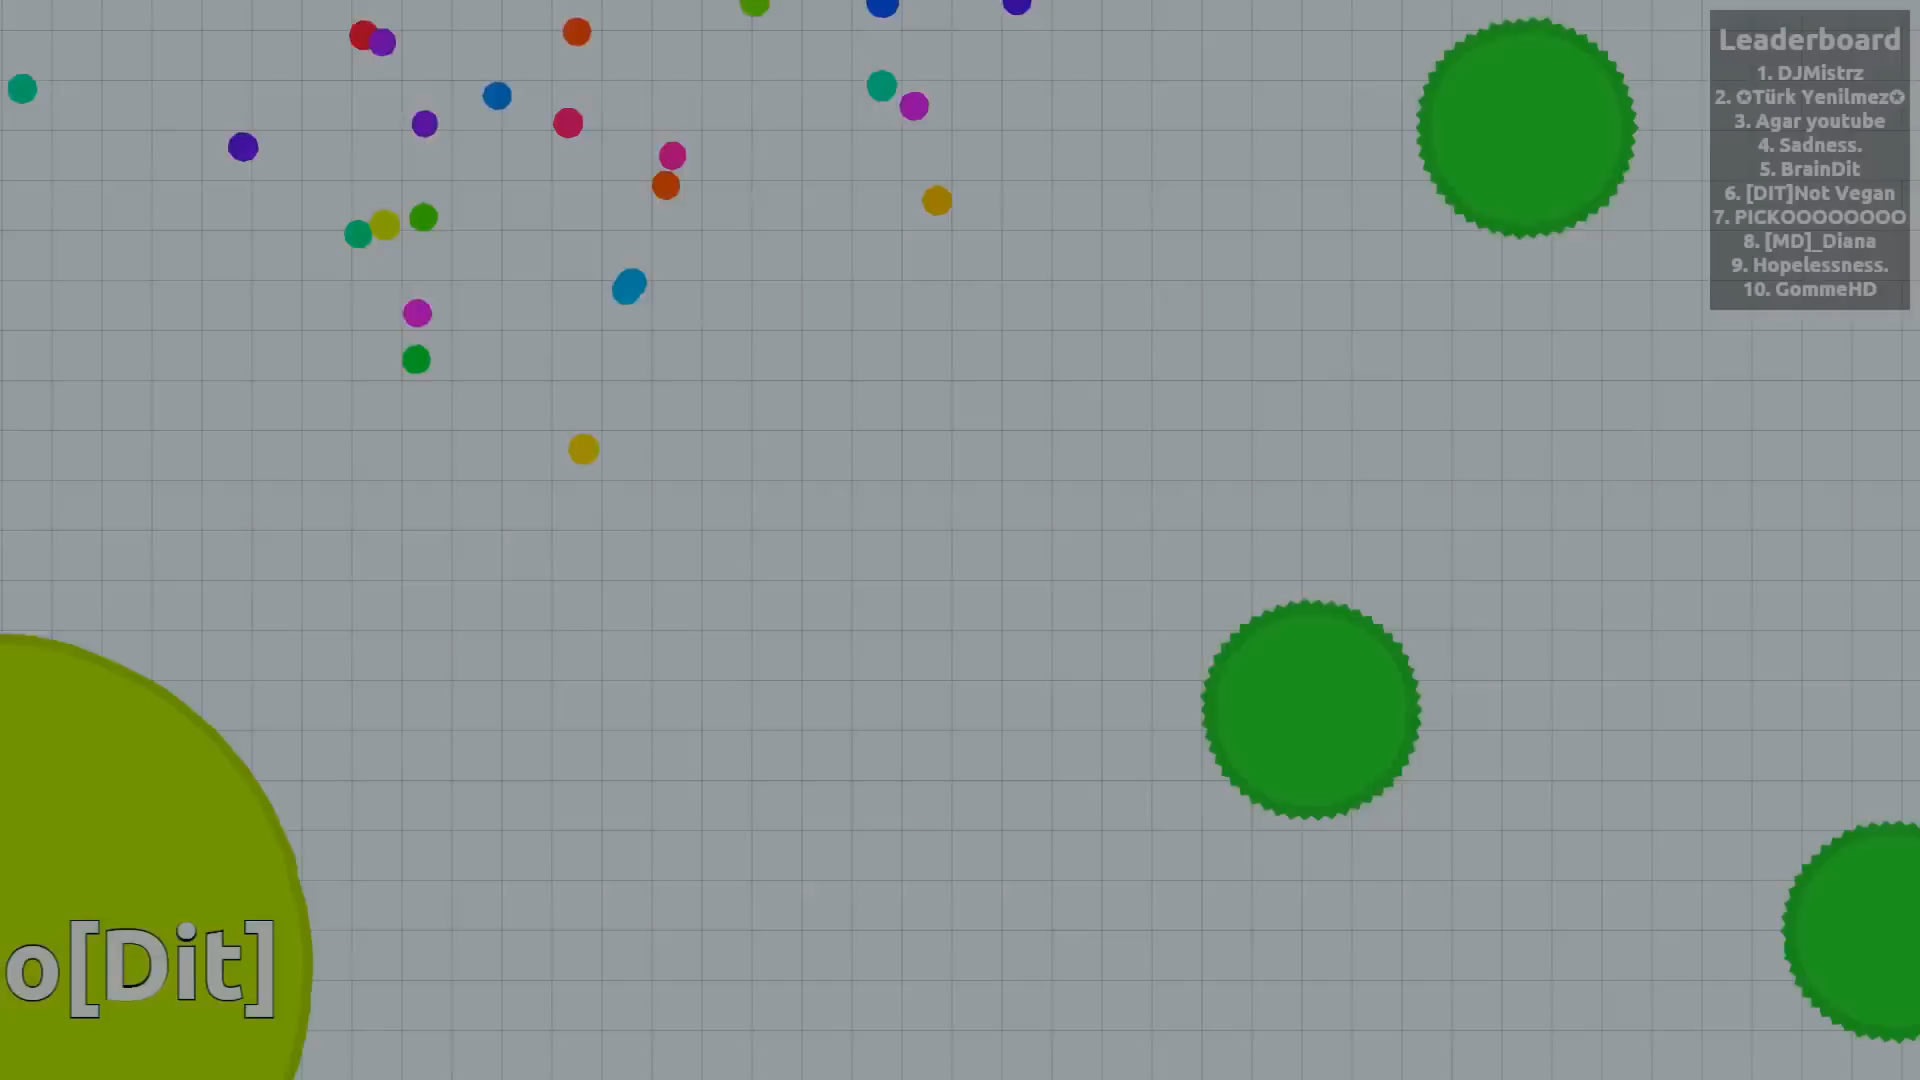 Leaderboard
1. DJMistrz
2. ✪Türk Yenilmez✪
3. Agar youtube
4. Sadness.
5. BrainDit
6. [DIT]Not Vegan
7. PICKOOOOOOOO
8. [MD]_Diana
9. Hopelessness.
10. GommeHD
o[Dit]